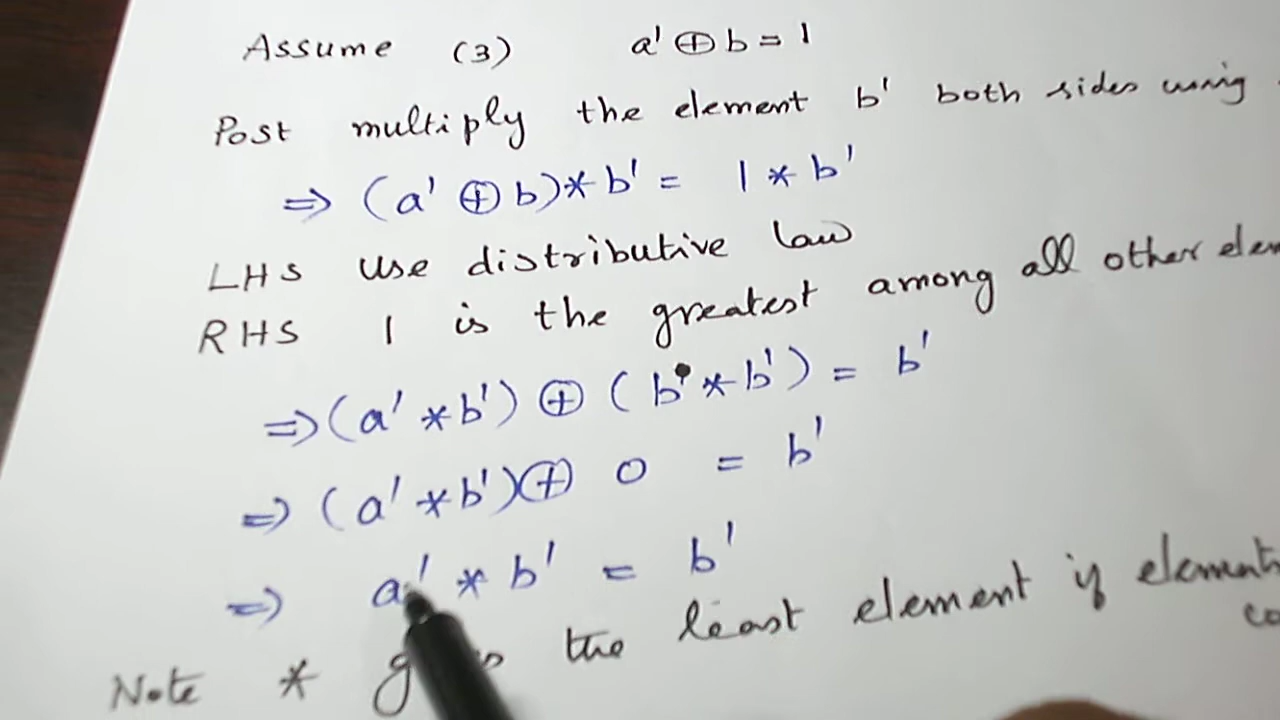 Assume (3) a' ⊕ b = 1
Post multiply the element b' both sides using
⇒ (a' ⊕ b) * b' = 1 * b'
LHS Use distributive law
RHS 1 is the greatest among all other
⇒ (a' * b') ⊕ (b * b') = b'
⇒ (a' * b') ⊕ 0 = b'
⇒ a' * b' = b'
Note * the least element if